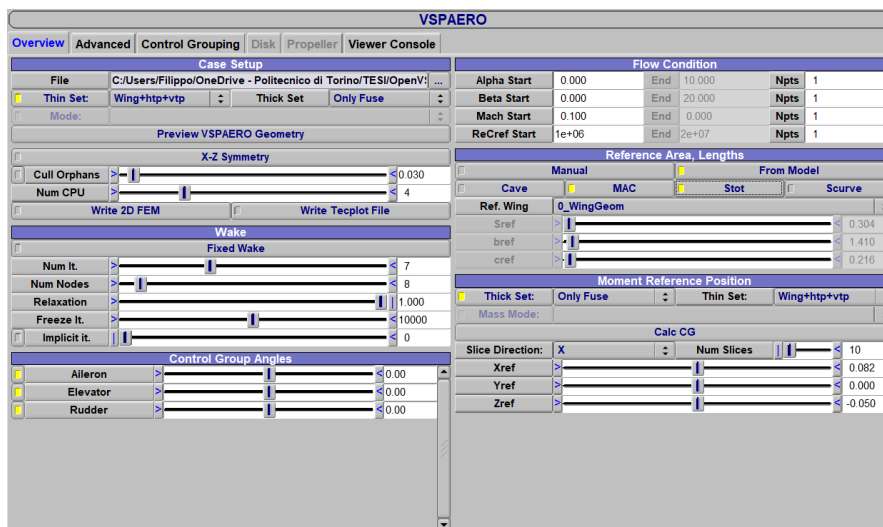 VSPAERO
Overview Advanced Control Grouping Disk Propeller Viewer Console
Case Setup
File C:/Users/Filippo/OneDrive - Politecnico di Torino/TESI/OpenV: ...
Thin Set: Wing+htp+vtp Thick Set Only Fuse
Mode:
Preview VSPAERO Geometry
X-Z Symmetry
Cull Orphans > < 0.030
Num CPU > < 4
Write 2D FEM Write Tecplot File
Wake
Fixed Wake
Num It. > < 7
Num Nodes > < 8
Relaxation > | 1.000
Freeze It. > < 10000
Implicit it. | < 0
Control Group Angles
Aileron > < 0.00
Elevator > < 0.00
Rudder > < 0.00
Flow Condition
Alpha Start 0.000 End 10.000 Npts 1
Beta Start 0.000 End 20.000 Npts 1
Mach Start 0.100 End 0.000 Npts 1
ReCref Start 1e+06 End 2e+07 Npts 1
Reference Area, Lengths
Manual From Model
Cave MAC Stot Scurve
Ref. Wing 0_WingGeom
Sref > < 0.304
bref > < 1.410
cref > < 0.216
Moment Reference Position
Thick Set: Only Fuse Thin Set: Wing+htp+vtp
Mass Mode:
Calc CG
Slice Direction: X Num Slices | < 10
Xref > < 0.082
Yref > < 0.000
Zref > < -0.050